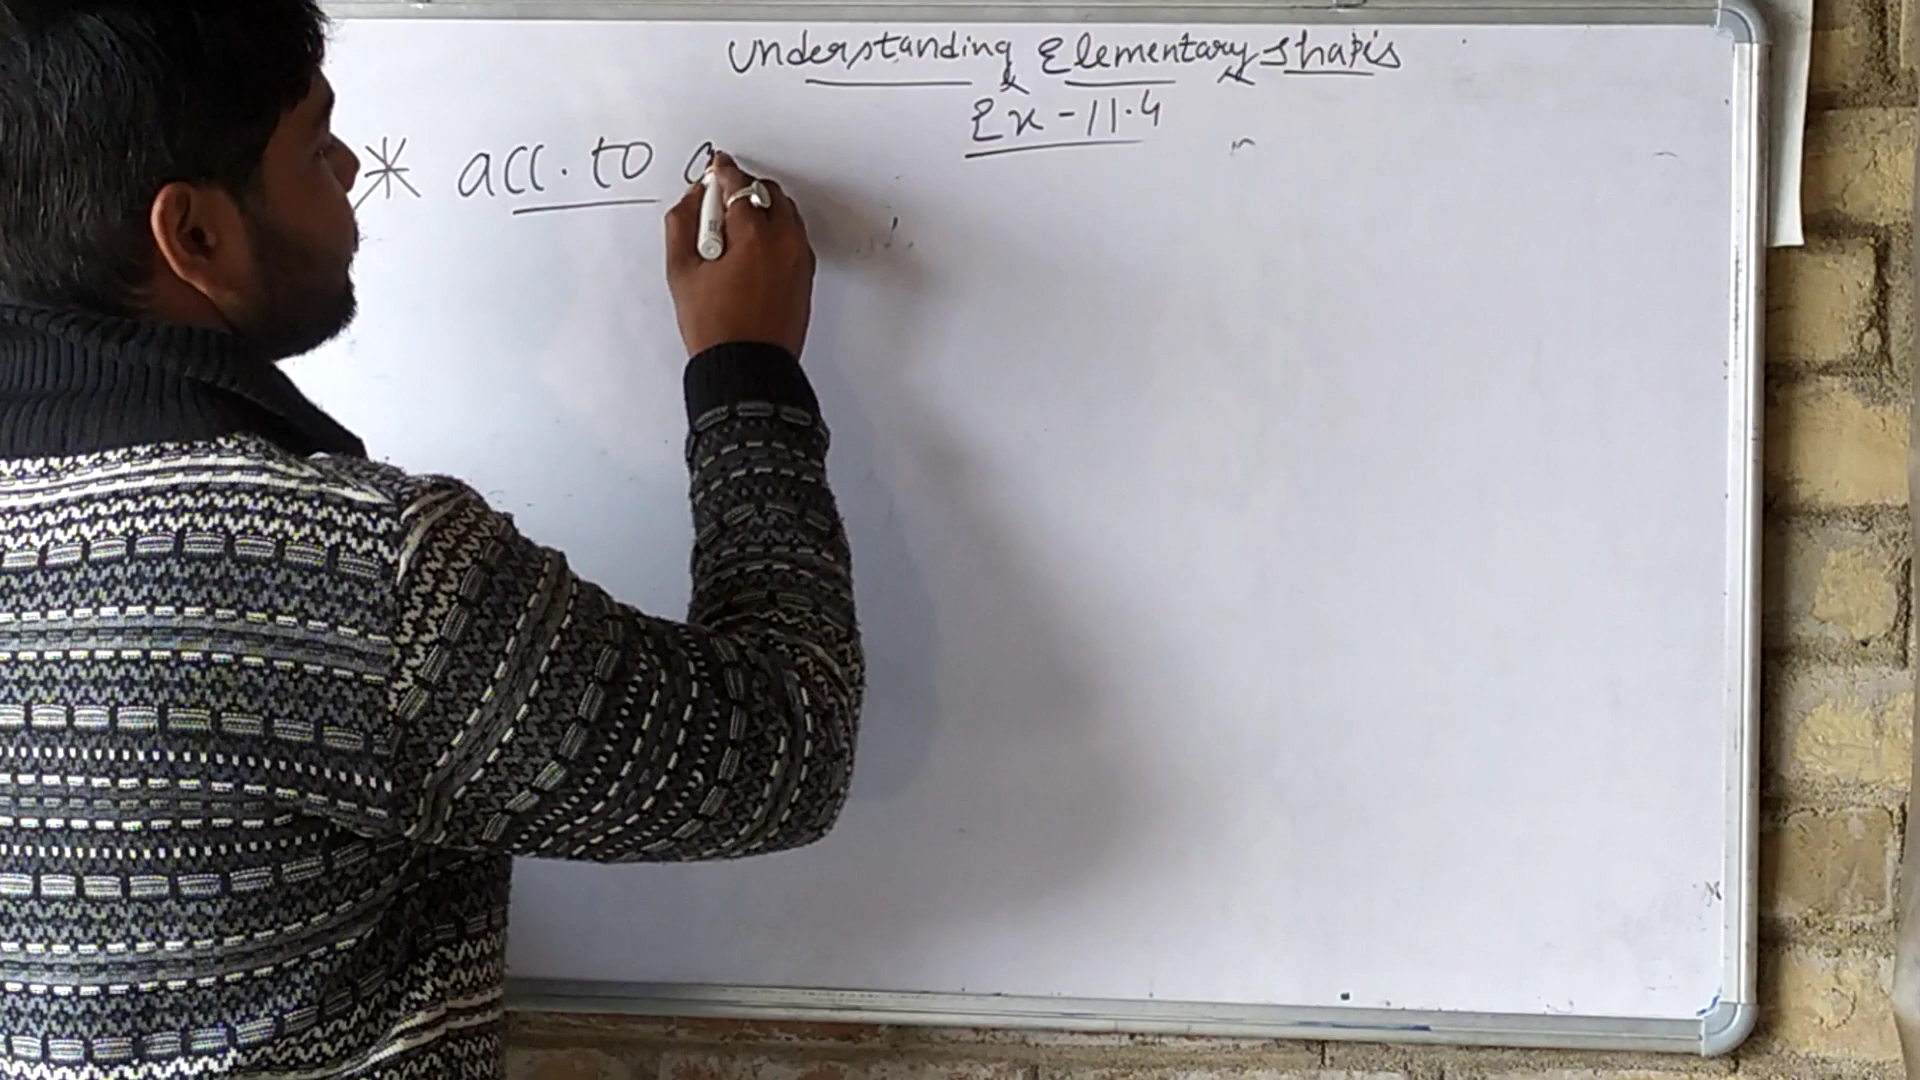 Understanding Elementary Shapes
Ex-11.4
* acc. to a